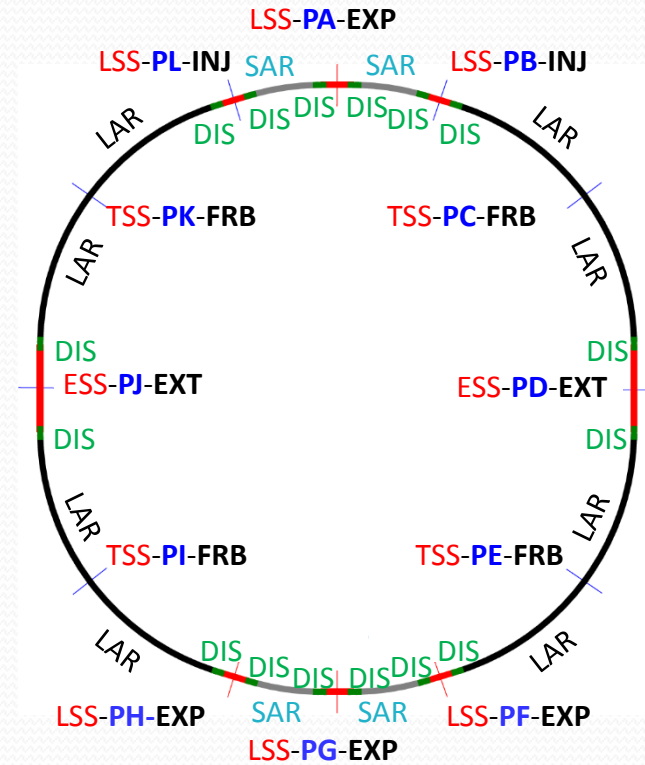 LSS-PA-EXP
LSS-PL-INJ SAR SAR LSS-PB-INJ
LAR DIS DIS DIS DIS DIS DIS LAR
TSS-PK-FRB TSS-PC-FRB
LAR LAR
DIS DIS
ESS-PJ-EXT ESS-PD-EXT
DIS DIS
LAR LAR
TSS-PI-FRB TSS-PE-FRB
LAR DIS DIS DIS DIS DIS DIS LAR
LSS-PH-EXP SAR SAR LSS-PF-EXP
LSS-PG-EXP